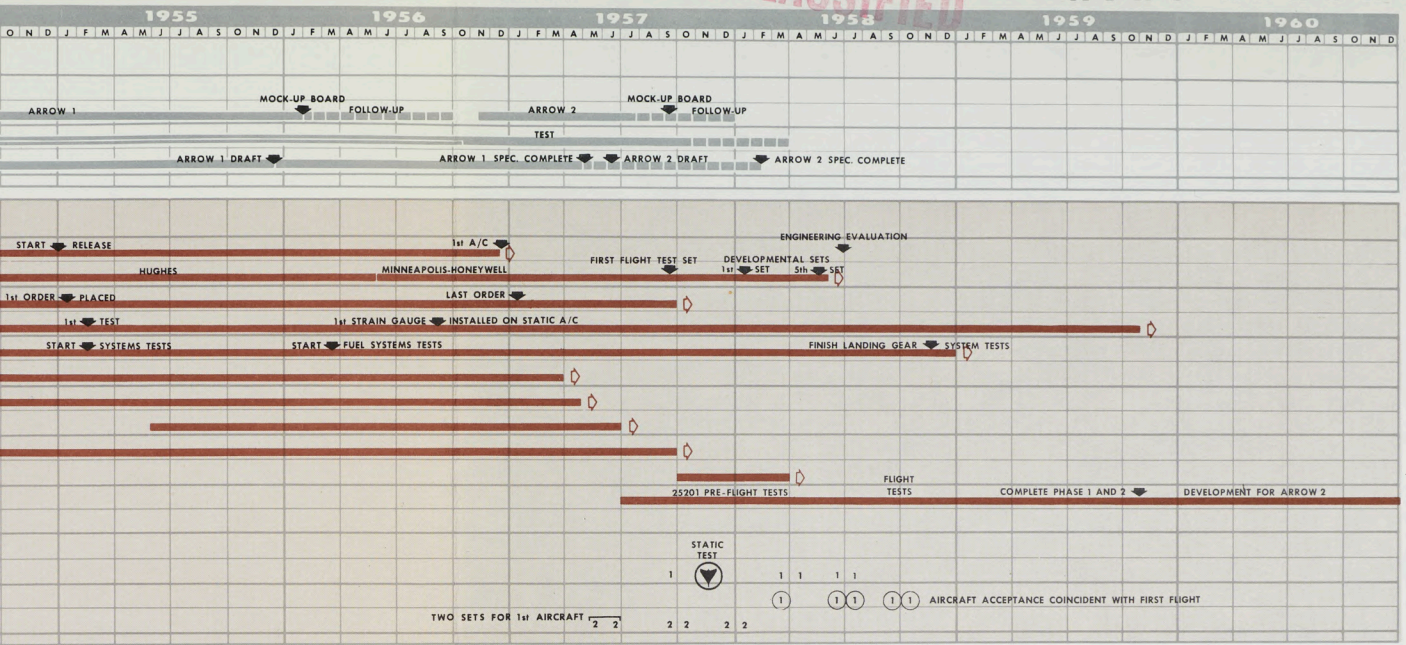 1955 1956 1957 1958 1959 1960
O N D J F M A M J J A S O N D J F M A M J J A S O N D J F M A M J J A S O N D J F M A M J J A S O N D J F M A M J J A S O N D J F M A M J J A S O N D
MOCK-UP BOARD MOCK-UP BOARD
ARROW 1 FOLLOW-UP ARROW 2 FOLLOW-UP
TEST
ARROW 1 DRAFT ARROW 1 SPEC. COMPLETE ARROW 2 DRAFT ARROW 2 SPEC. COMPLETE
ENGINEERING EVALUATION
START RELEASE 1st A/C
FIRST FLIGHT TEST SET DEVELOPMENTAL SETS
HUGHES MINNEAPOLIS-HONEYWELL 1st SET 5th SET
1st ORDER PLACED LAST ORDER
1st TEST 1st STRAIN GAUGE INSTALLED ON STATIC A/C
START SYSTEMS TESTS START FUEL SYSTEMS TESTS FINISH LANDING GEAR SYSTEM TESTS
FLIGHT
25201 PRE-FLIGHT TESTS TESTS COMPLETE PHASE 1 AND 2 DEVELOPMENT FOR ARROW 2
STATIC
TEST
1 1 1 1 1
1 1 1 1 1 AIRCRAFT ACCEPTANCE COINCIDENT WITH FIRST FLIGHT
TWO SETS FOR 1st AIRCRAFT 2 2 2 2 2 2